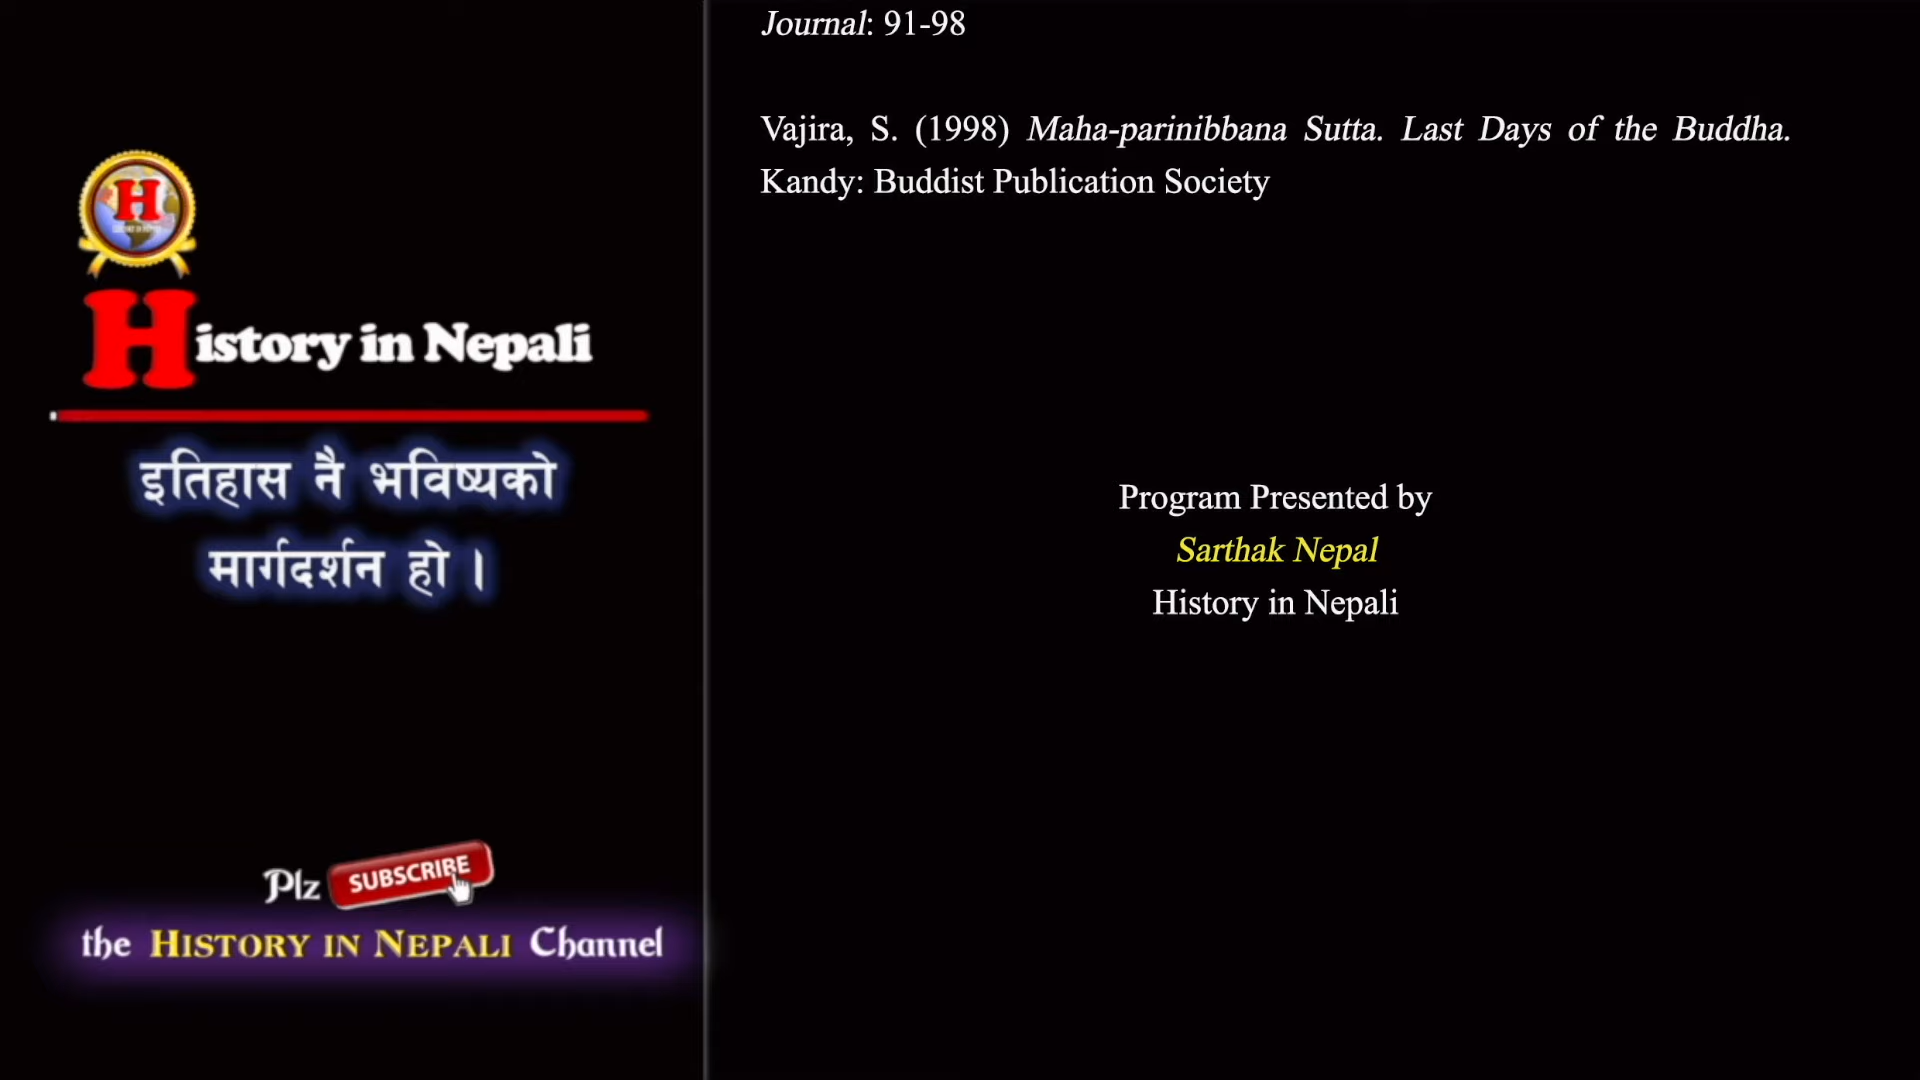 H
History in Nepali
इतिहास नै भविष्यको
मार्गदर्शन हो ।
Plz SUBSCRIBE
the HISTORY IN NEPALI Channel
Journal: 91-98
Vajira, S. (1998) Maha-parinibbana Sutta. Last Days of the Buddha.
Kandy: Buddist Publication Society
Program Presented by
Sarthak Nepal
History in Nepali